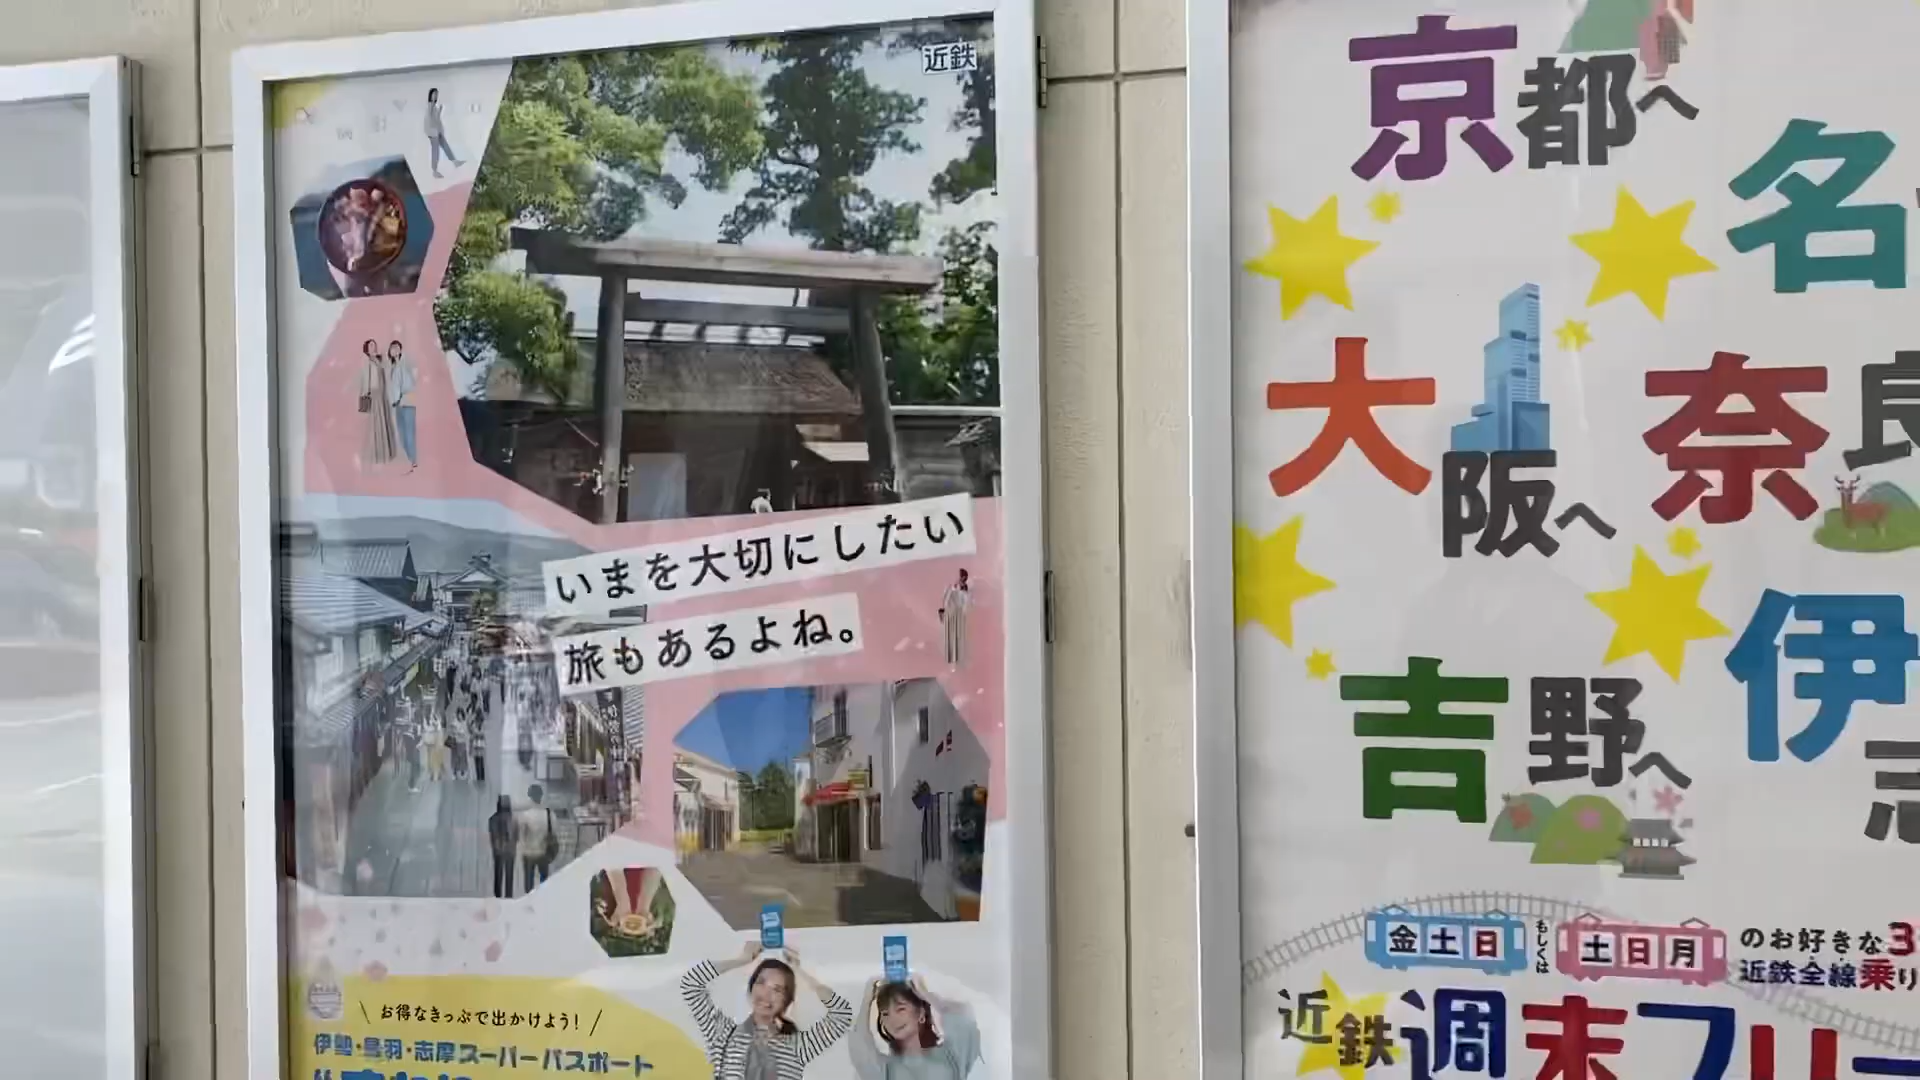 近鉄
いまを大切にしたい
旅もあるよね。
お得なきっぷで出かけよう!
伊勢・鳥羽・志摩スーパーパスポート
京都へ
名
大阪へ
奈良
吉野へ
伊
志
金土日もしくは土日月のお好きな3
近鉄全線乗り
近鉄週末フリー